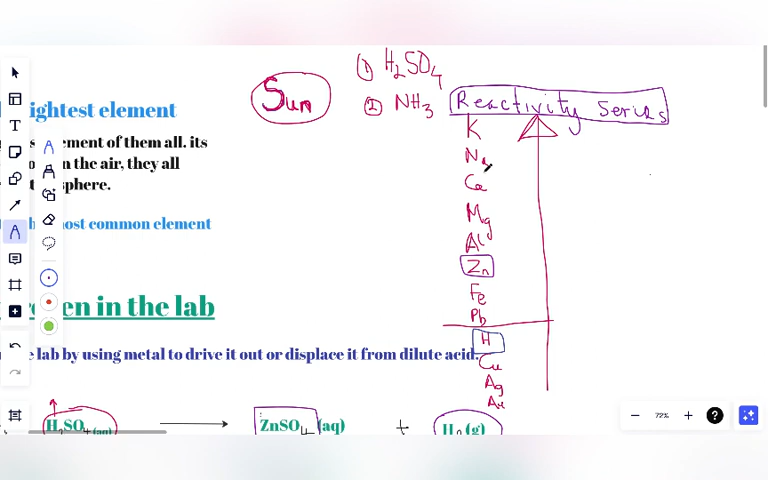 ① H2SO4
Sun
② NH3
Reactivity Series
ightest element
K
ement of them all. its
Na
n the air, they all
Ca
sphere.
Mg
ost common element
Al
Zn
Fe
en in the lab
Pb
H
e lab by using metal to drive it out or displace it from dilute acid.
Cu
Ag
Au
H2SO4(aq) → ZnSO4 (aq) + H2(g)
72%